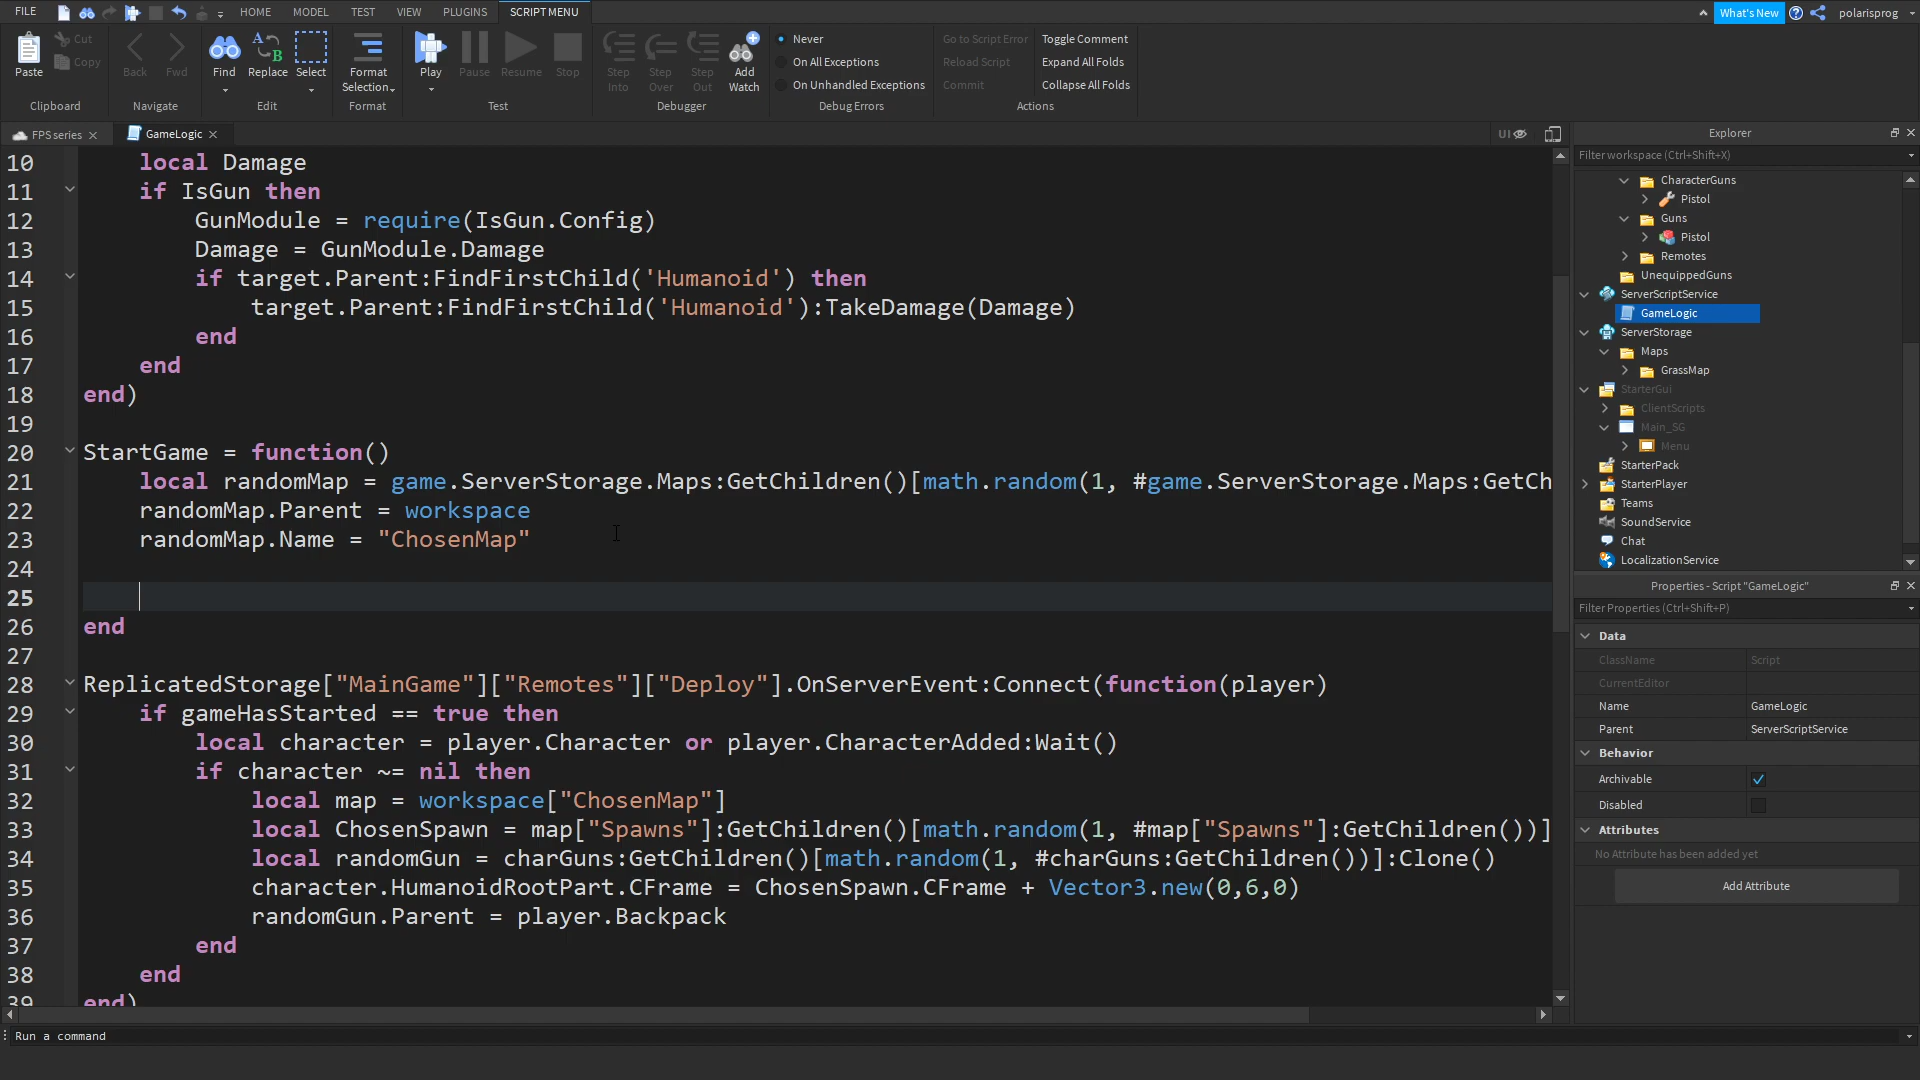 FILE HOME MODEL TEST VIEW PLUGINS SCRIPT MENU What's New polarisprog
Paste Cut Copy Back Fwd Find Replace Select Format Selection Play Pause Resume Stop Step Into Step Over Step Out Add Watch
Never Go to Script Error Toggle Comment
On All Exceptions Reload Script Expand All Folds
On Unhandled Exceptions Commit Collapse All Folds
Clipboard Navigate Edit Format Test Debugger Debug Errors Actions
FPS series GameLogic UI
10 local Damage
11 if IsGun then
12 GunModule = require(IsGun.Config)
13 Damage = GunModule.Damage
14 if target.Parent:FindFirstChild('Humanoid') then
15 target.Parent:FindFirstChild('Humanoid'):TakeDamage(Damage)
16 end
17 end
18 end)
19
20 StartGame = function()
21 local randomMap = game.ServerStorage.Maps:GetChildren()[math.random(1, #game.ServerStorage.Maps:GetCh
22 randomMap.Parent = workspace
23 randomMap.Name = "ChosenMap"
24
25
26 end
27
28 ReplicatedStorage["MainGame"]["Remotes"]["Deploy"].OnServerEvent:Connect(function(player)
29 if gameHasStarted == true then
30 local character = player.Character or player.CharacterAdded:Wait()
31 if character ~= nil then
32 local map = workspace["ChosenMap"]
33 local ChosenSpawn = map["Spawns"]:GetChildren()[math.random(1, #map["Spawns"]:GetChildren())]
34 local randomGun = charGuns:GetChildren()[math.random(1, #charGuns:GetChildren())]:Clone()
35 character.HumanoidRootPart.CFrame = ChosenSpawn.CFrame + Vector3.new(0,6,0)
36 randomGun.Parent = player.Backpack
37 end
38 end
39 end)
Run a command
Explorer
Filter workspace (Ctrl+Shift+X)
CharacterGuns
Pistol
Guns
Pistol
Remotes
UnequippedGuns
ServerScriptService
GameLogic
ServerStorage
Maps
GrassMap
StarterGui
ClientScripts
Main_SG
Menu
StarterPack
StarterPlayer
Teams
SoundService
Chat
LocalizationService
Properties - Script "GameLogic"
Filter Properties (Ctrl+Shift+P)
Data
ClassName Script
CurrentEditor
Name GameLogic
Parent ServerScriptService
Behavior
Archivable
Disabled
Attributes
No Attribute has been added yet
Add Attribute